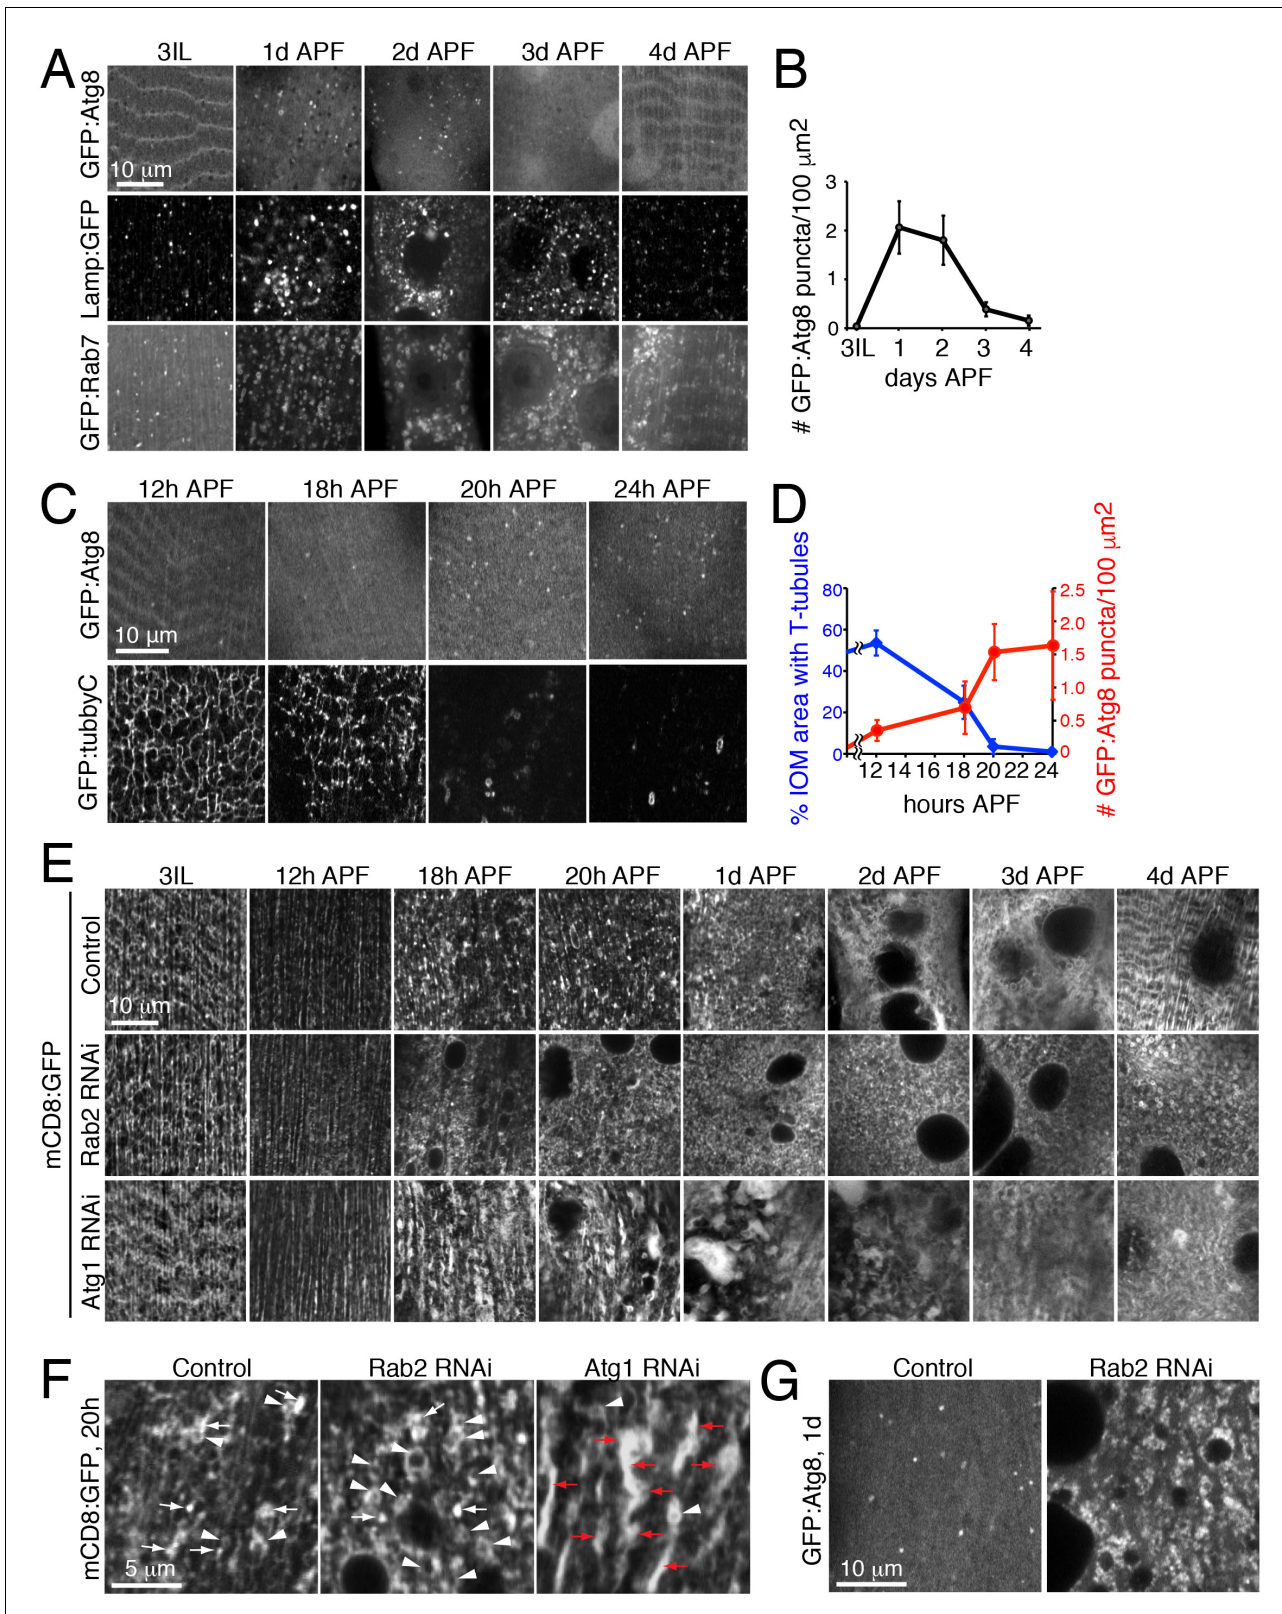 A
3IL 1d APF 2d APF 3d APF 4d APF
GFP:Atg8
10 μm
Lamp:GFP
GFP:Rab7
B
# GFP:Atg8 puncta/100 μm2
3
2
1
0
3IL 1 2 3 4
days APF
C
12h APF 18h APF 20h APF 24h APF
GFP:Atg8
10 μm
GFP:tubbyC
D
% IOM area with T-tubules
# GFP:Atg8 puncta/100 μm2
80 2.5
60 2.0
1.5
40
1.0
20 0.5
0 0
12 14 16 18 20 22 24
hours APF
E
3IL 12h APF 18h APF 20h APF 1d APF 2d APF 3d APF 4d APF
mCD8:GFP
Control
10 μm
Rab2 RNAi
Atg1 RNAi
F
Control Rab2 RNAi Atg1 RNAi
mCD8:GFP, 20h
5 μm
G
Control Rab2 RNAi
GFP:Atg8, 1d
10 μm